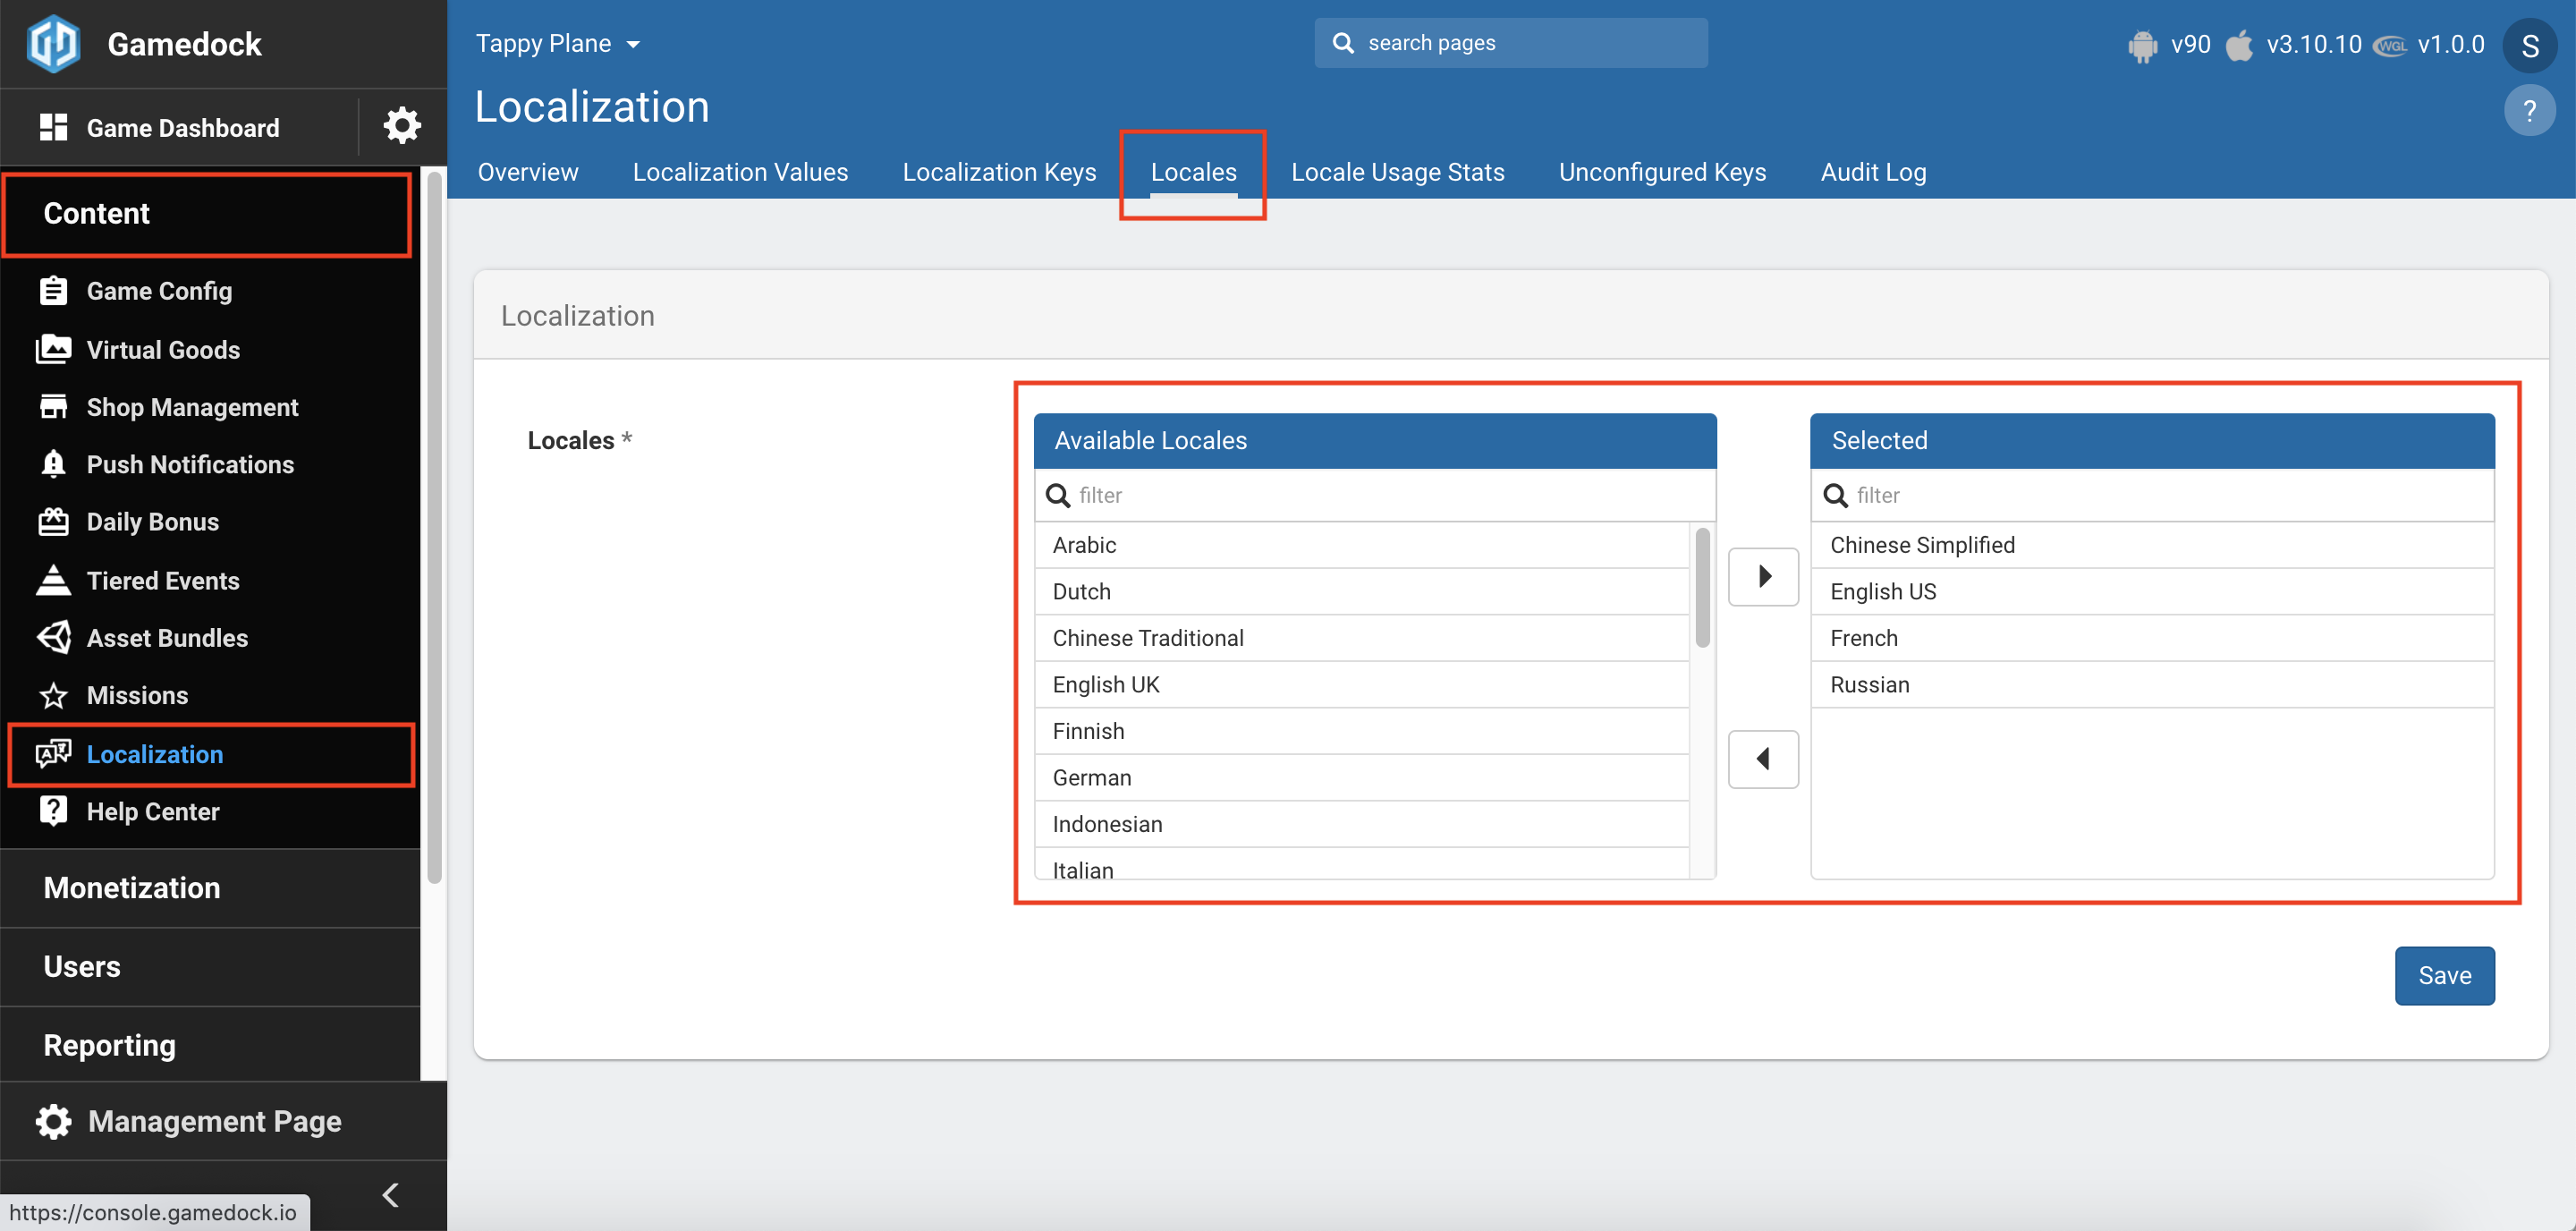 Gamedock
Game Dashboard
Content
Game Config
Virtual Goods
Shop Management
Push Notifications
Daily Bonus
Tiered Events
Asset Bundles
Missions
Localization
Help Center
Monetization
Users
Reporting
Management Page
https://console.gamedock.io
Tappy Plane
search pages
v90 v3.10.10 WGL v1.0.0 S
Localization
?
Overview Localization Values Localization Keys Locales Locale Usage Stats Unconfigured Keys Audit Log
Localization
Locales *
Available Locales
filter
Arabic
Dutch
Chinese Traditional
English UK
Finnish
German
Indonesian
Italian
Selected
filter
Chinese Simplified
English US
French
Russian
Save